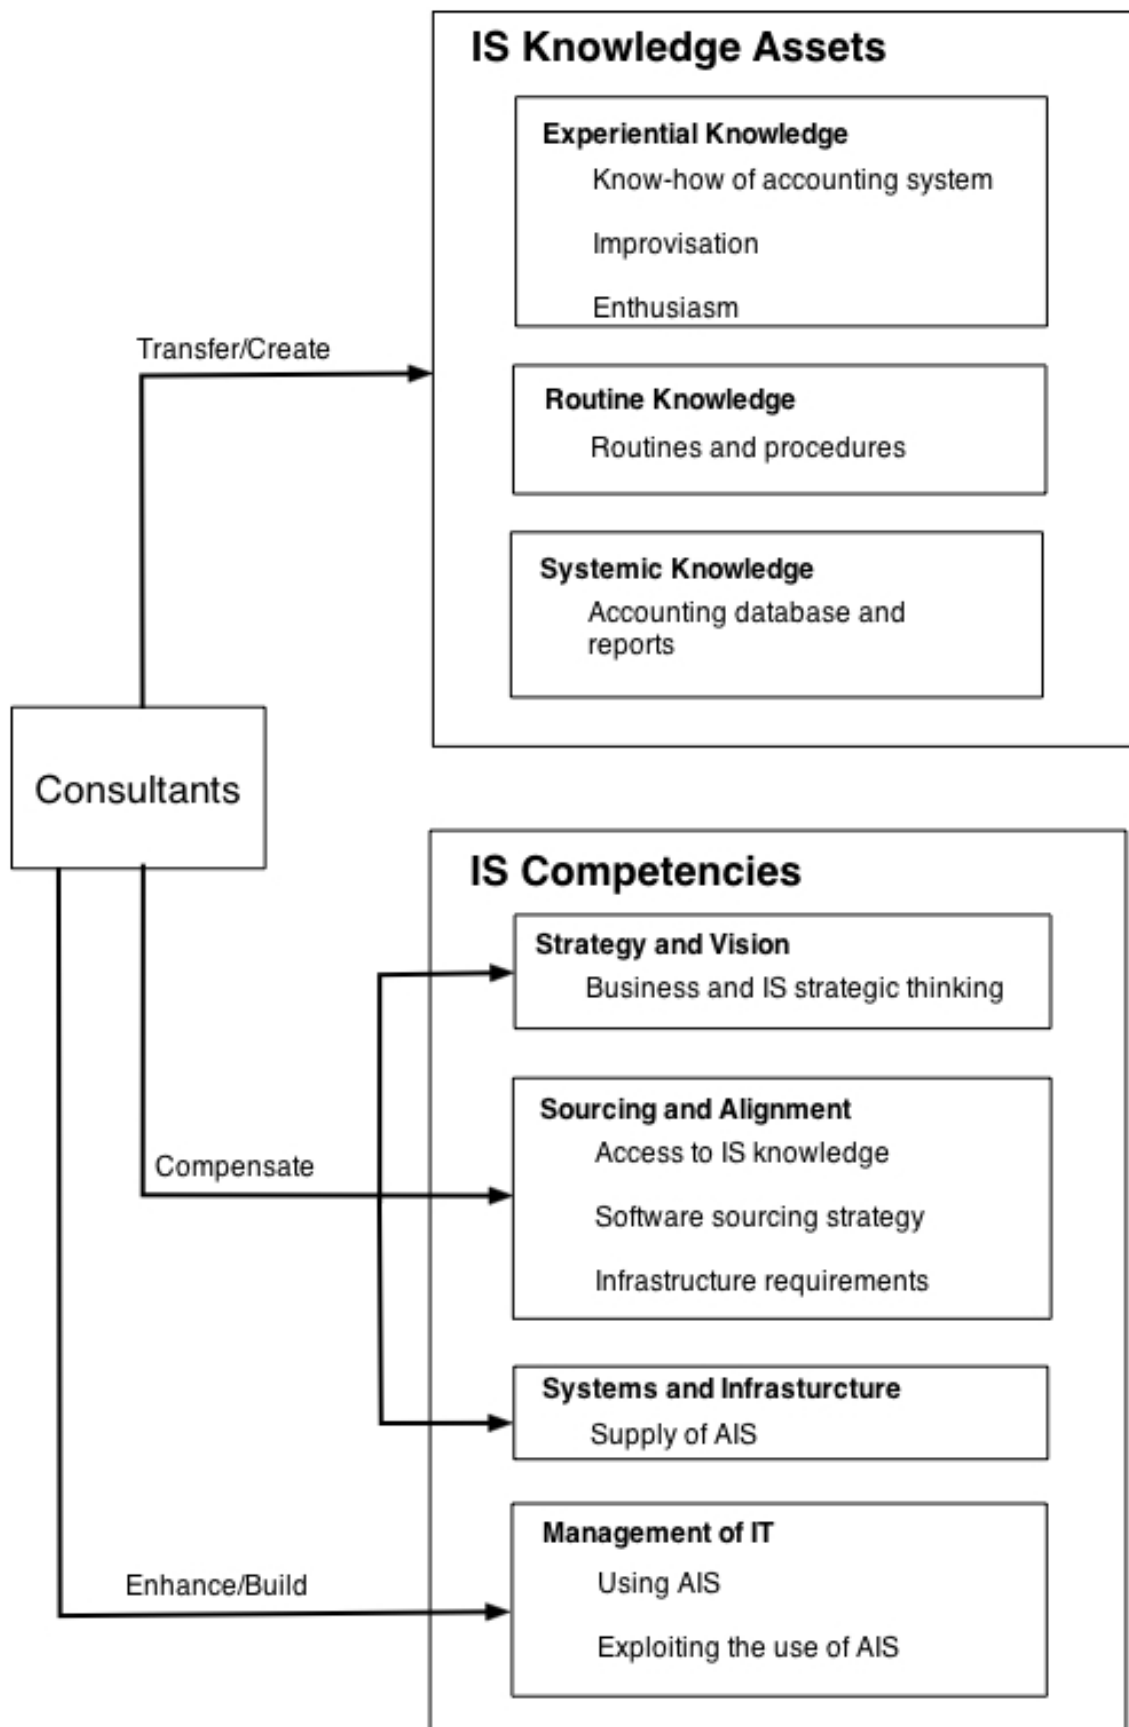 IS Knowledge Assets
Experiential Knowledge
Know-how of accounting system
Improvisation
Enthusiasm
Transfer/Create
Routine Knowledge
Routines and procedures
Systemic Knowledge
Accounting database and
reports
Consultants
IS Competencies
Strategy and Vision
Business and IS strategic thinking
Sourcing and Alignment
Access to IS knowledge
Compensate
Software sourcing strategy
Infrastructure requirements
Systems and Infrasturcture
Supply of AIS
Management of IT
Using AIS
Enhance/Build
Exploiting the use of AIS